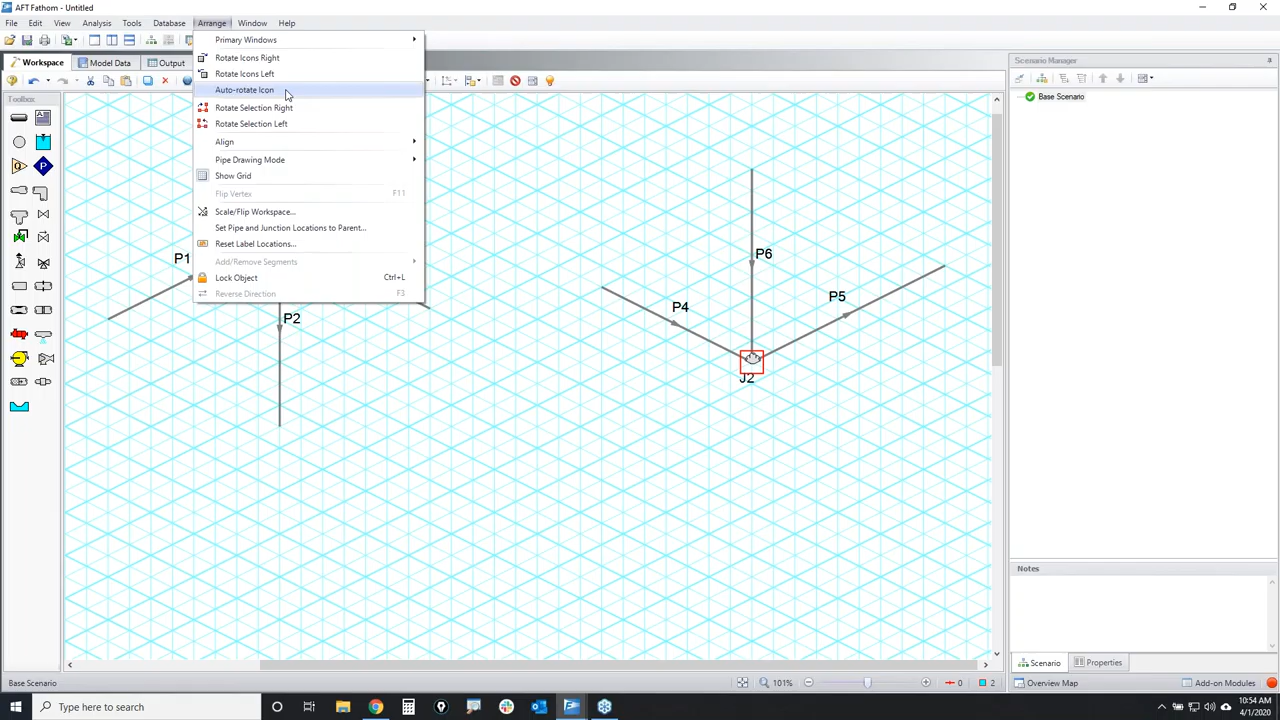 AFT Fathom - Untitled
File Edit View Analysis Tools Database Arrange Window Help
Primary Windows
Rotate Icons Right
Rotate Icons Left
Auto-rotate Icon
Rotate Selection Right
Rotate Selection Left
Align
Pipe Drawing Mode
Show Grid
Flip Vertex F11
Scale/Flip Workspace...
Set Pipe and Junction Locations to Parent...
Reset Label Locations...
Add/Remove Segments
Lock Object Ctrl+L
Reverse Direction F3
Workspace Model Data Output
Toolbox
P1
P2
P6
P4
P5
J2
Scenario Manager
Base Scenario
Notes
Scenario Properties
Base Scenario
101%
0
2
Overview Map
Add-on Modules
Type here to search
10:54 AM
4/1/2020